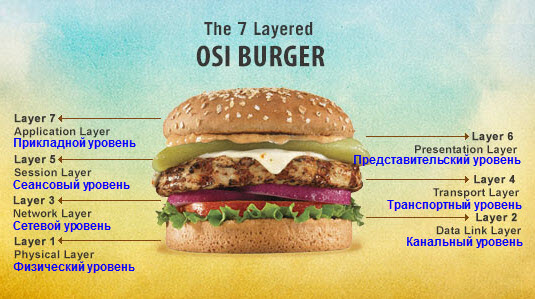 The 7 Layered
OSI BURGER
Layer 7
Application Layer
Прикладной уровень
Layer 6
Presentation Layer
Представительский уровень
Layer 5
Session Layer
Сеансовый уровень
Layer 4
Transport Layer
Транспортный уровень
Layer 3
Network Layer
Сетевой уровень
Layer 2
Data Link Layer
Канальный уровень
Layer 1
Physical Layer
Физический уровень